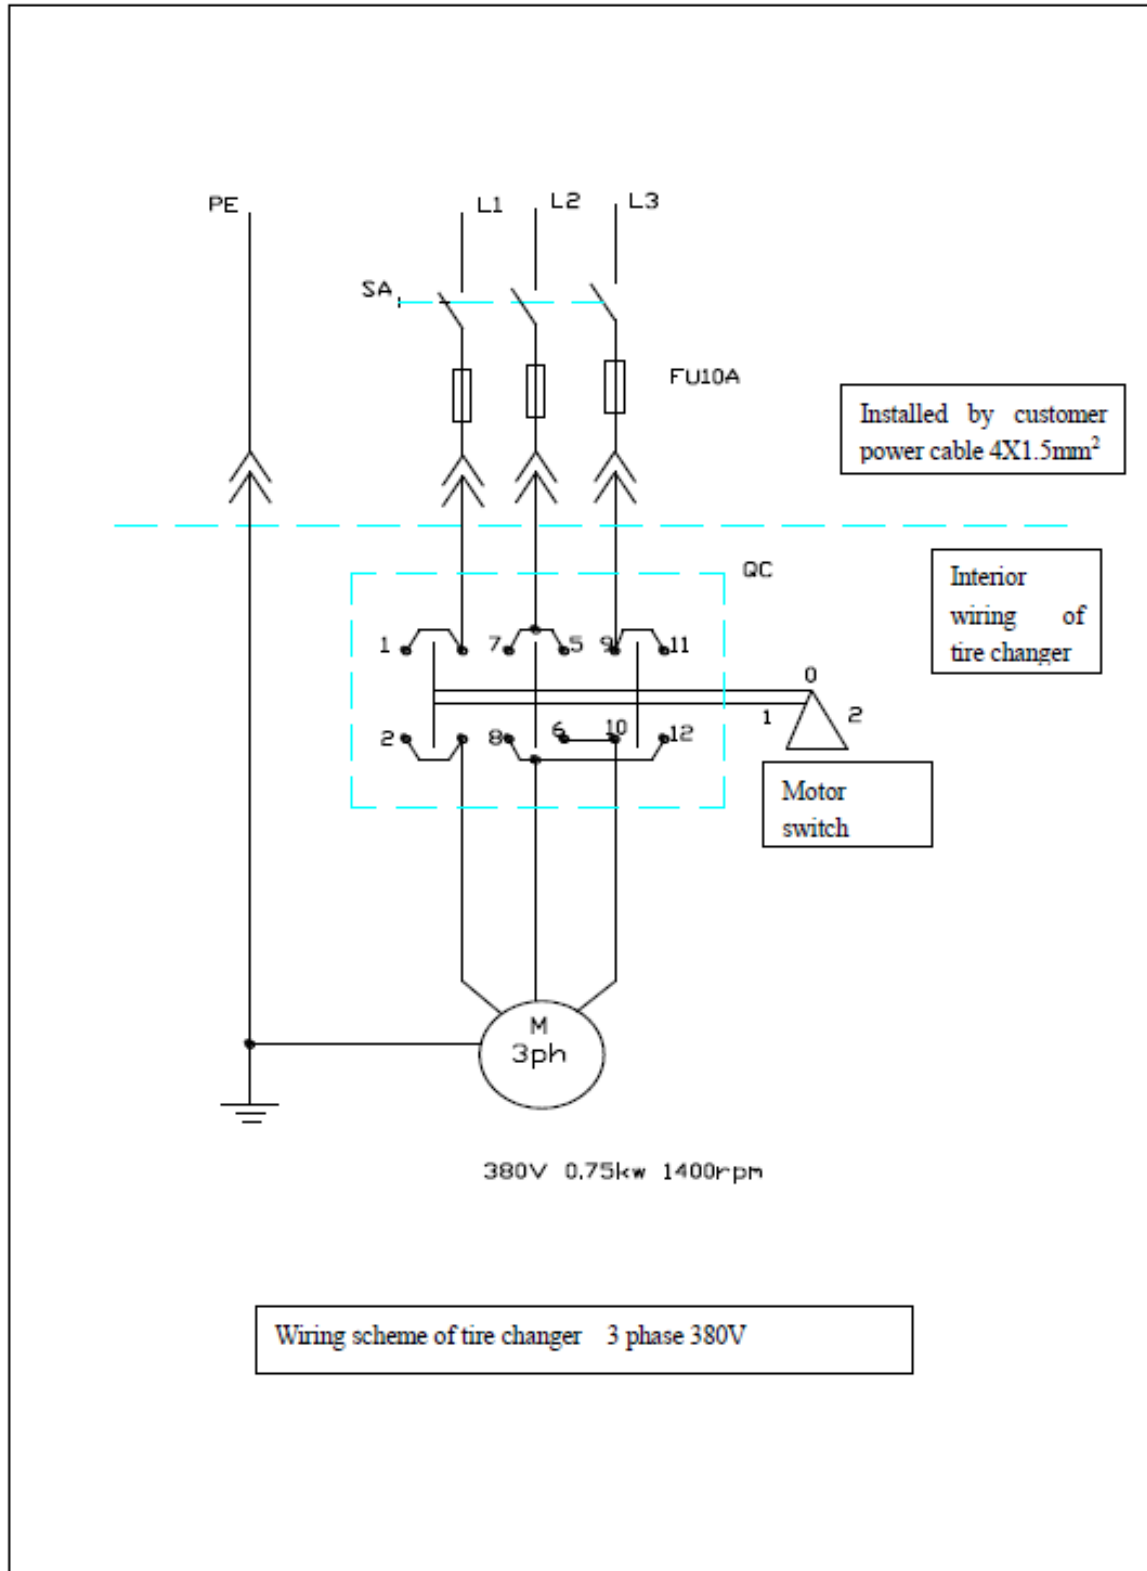 PE
L1
L2
L3
SA
FU10A
Installed by customer
power cable 4X1.5mm²
QC
Interior
wiring of
tire changer
1
7
5
9
11
0
1
2
2
8
6
10
12
Motor
switch
M
3ph
380V 0.75kw 1400rpm
Wiring scheme of tire changer 3 phase 380V